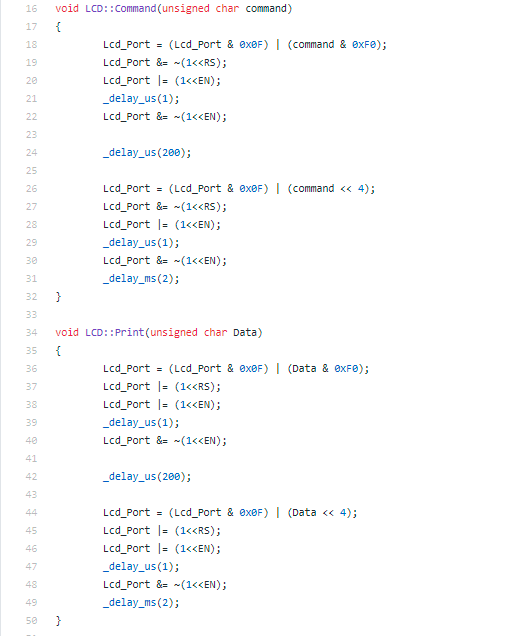 16 void LCD::Command(unsigned char command)
17 {
18 Lcd_Port = (Lcd_Port & 0x0F) | (command & 0xF0);
19 Lcd_Port &= ~(1<<RS);
20 Lcd_Port |= (1<<EN);
21 _delay_us(1);
22 Lcd_Port &= ~(1<<EN);
23
24 _delay_us(200);
25
26 Lcd_Port = (Lcd_Port & 0x0F) | (command << 4);
27 Lcd_Port &= ~(1<<RS);
28 Lcd_Port |= (1<<EN);
29 _delay_us(1);
30 Lcd_Port &= ~(1<<EN);
31 _delay_ms(2);
32 }
33
34 void LCD::Print(unsigned char Data)
35 {
36 Lcd_Port = (Lcd_Port & 0x0F) | (Data & 0xF0);
37 Lcd_Port |= (1<<RS);
38 Lcd_Port |= (1<<EN);
39 _delay_us(1);
40 Lcd_Port &= ~(1<<EN);
41
42 _delay_us(200);
43
44 Lcd_Port = (Lcd_Port & 0x0F) | (Data << 4);
45 Lcd_Port |= (1<<RS);
46 Lcd_Port |= (1<<EN);
47 _delay_us(1);
48 Lcd_Port &= ~(1<<EN);
49 _delay_ms(2);
50 }